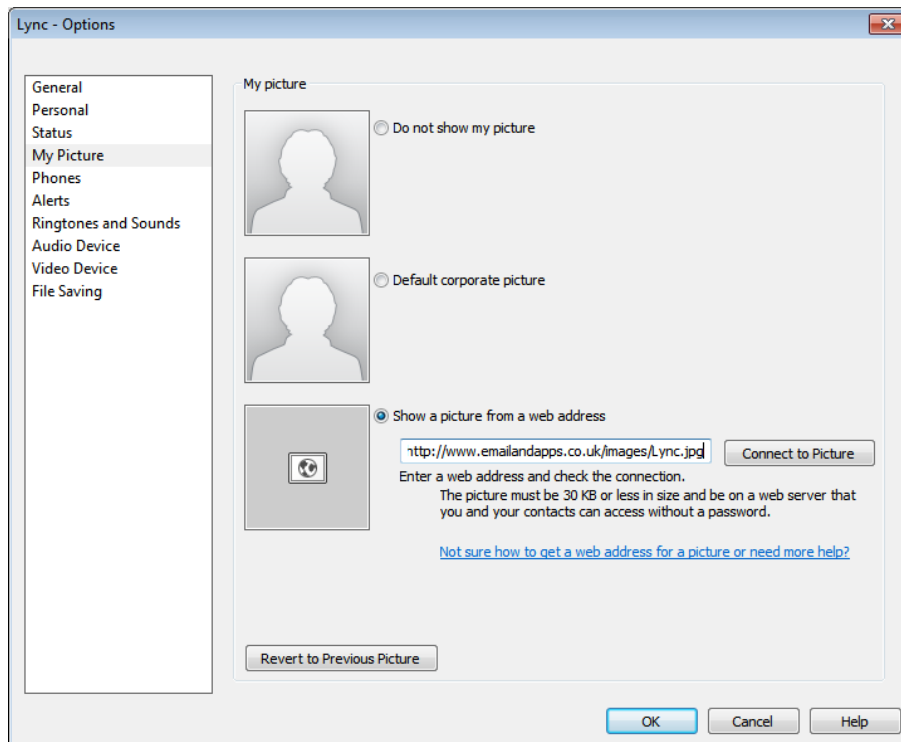 Lync - Options
General
Personal
Status
My Picture
Phones
Alerts
Ringtones and Sounds
Audio Device
Video Device
File Saving
My picture
Do not show my picture
Default corporate picture
Show a picture from a web address
http://www.emailandapps.co.uk/images/Lync.jpg
Connect to Picture
Enter a web address and check the connection.
The picture must be 30 KB or less in size and be on a web server that
you and your contacts can access without a password.
Not sure how to get a web address for a picture or need more help?
Revert to Previous Picture
OK
Cancel
Help